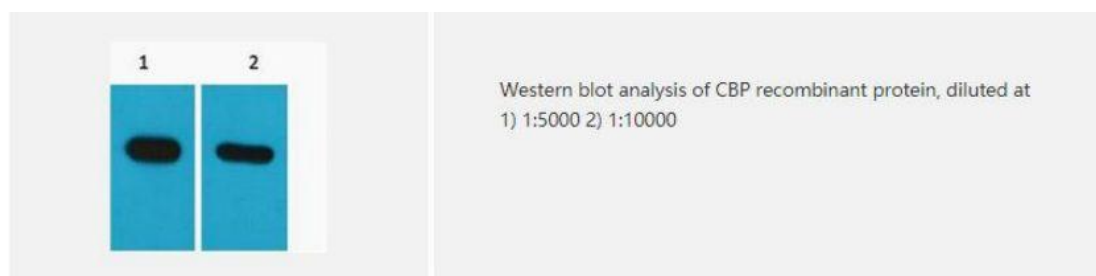 1 2
Western blot analysis of CBP recombinant protein, diluted at
1) 1:5000 2) 1:10000